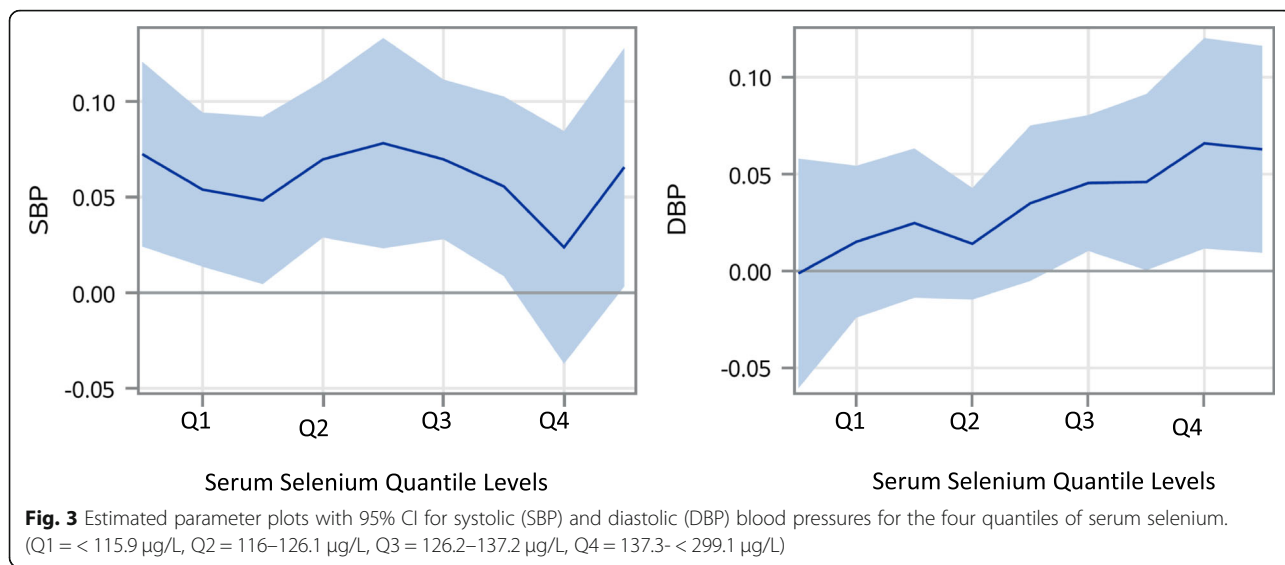 SBP
0.10
0.05
0.00
-0.05
Q1 Q2 Q3 Q4
Serum Selenium Quantile Levels
DBP
0.10
0.05
0.00
-0.05
Q1 Q2 Q3 Q4
Serum Selenium Quantile Levels
Fig. 3 Estimated parameter plots with 95% CI for systolic (SBP) and diastolic (DBP) blood pressures for the four quantiles of serum selenium.
(Q1 = < 115.9 μg/L, Q2 = 116–126.1 μg/L, Q3 = 126.2–137.2 μg/L, Q4 = 137.3- < 299.1 μg/L)